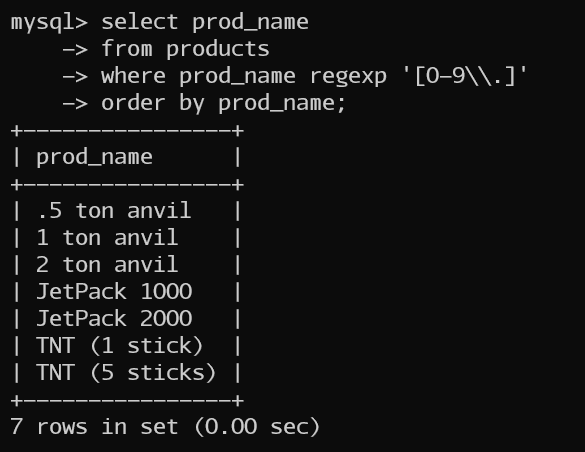 mysql> select prod_name
    -> from products
    -> where prod_name regexp '[0-9\\.]'
    -> order by prod_name;
+----------------+
| prod_name      |
+----------------+
| .5 ton anvil   |
| 1 ton anvil    |
| 2 ton anvil    |
| JetPack 1000   |
| JetPack 2000   |
| TNT (1 stick)  |
| TNT (5 sticks) |
+----------------+
7 rows in set (0.00 sec)